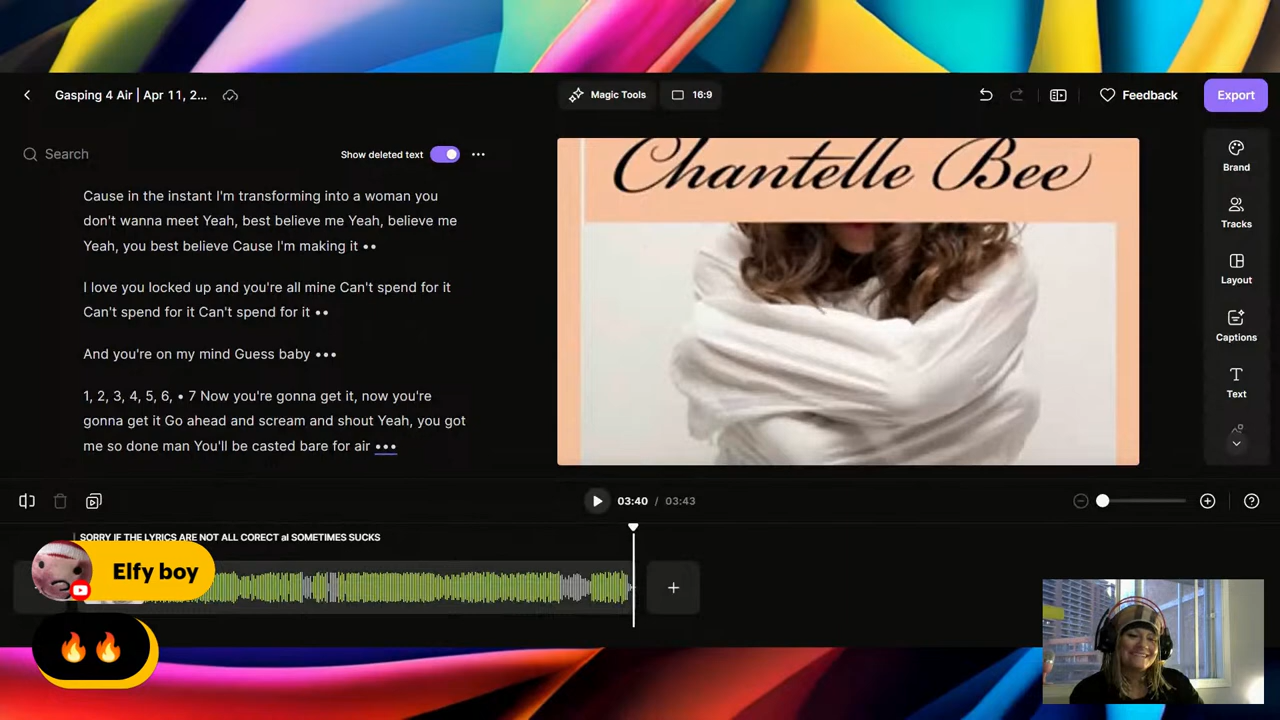 Gasping 4 Air | Apr 11, 2...
Magic Tools
16:9
Feedback
Export
Search
Show deleted text
Cause in the instant I'm transforming into a woman you
don't wanna meet Yeah, best believe me Yeah, believe me
Yeah, you best believe Cause I'm making it ••
I love you locked up and you're all mine Can't spend for it
Can't spend for it Can't spend for it ••
And you're on my mind Guess baby •••
1, 2, 3, 4, 5, 6, • 7 Now you're gonna get it, now you're
gonna get it Go ahead and scream and shout Yeah, you got
me so done man You'll be casted bare for air •••
Chantelle Bee
Brand
Tracks
Layout
Captions
Text
03:40 / 03:43
SORRY IF THE LYRICS ARE NOT ALL CORECT aI SOMETIMES SUCKS
Elfy boy